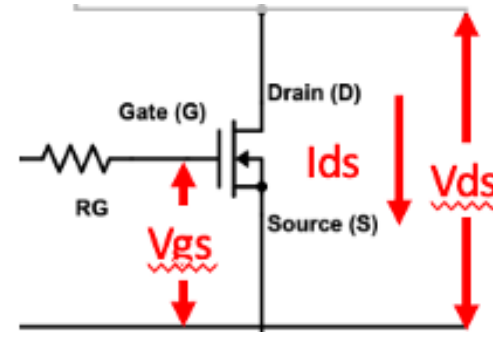 Drain (D)
Gate (G)
Ids
Vds
RG
Vgs
Source (S)